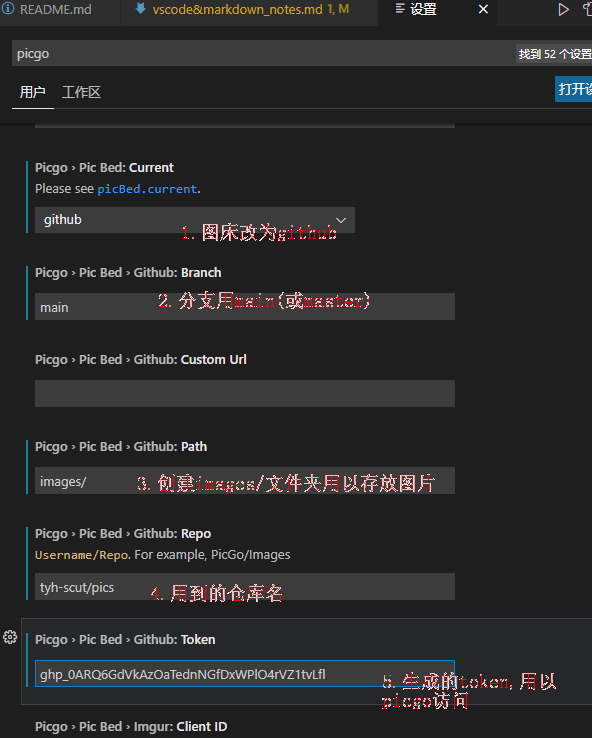 README.md
vscode&markdown_notes.md 1, M
设置
picgo
找到 52 个设置
用户
工作区
打开设
Picgo › Pic Bed: Current
Please see picBed.current.
github
1. 图床改为github
Picgo › Pic Bed › Github: Branch
main
2. 分支用main(或master)
Picgo › Pic Bed › Github: Custom Url
Picgo › Pic Bed › Github: Path
images/
3. 创建images/文件夹用以存放图片
Picgo › Pic Bed › Github: Repo
Username/Repo. For example, PicGo/Images
tyh-scut/pics
4. 用到的仓库名
Picgo › Pic Bed › Github: Token
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
5. 生成的token, 用以
picgo访问
Picgo › Pic Bed › Imgur: Client ID